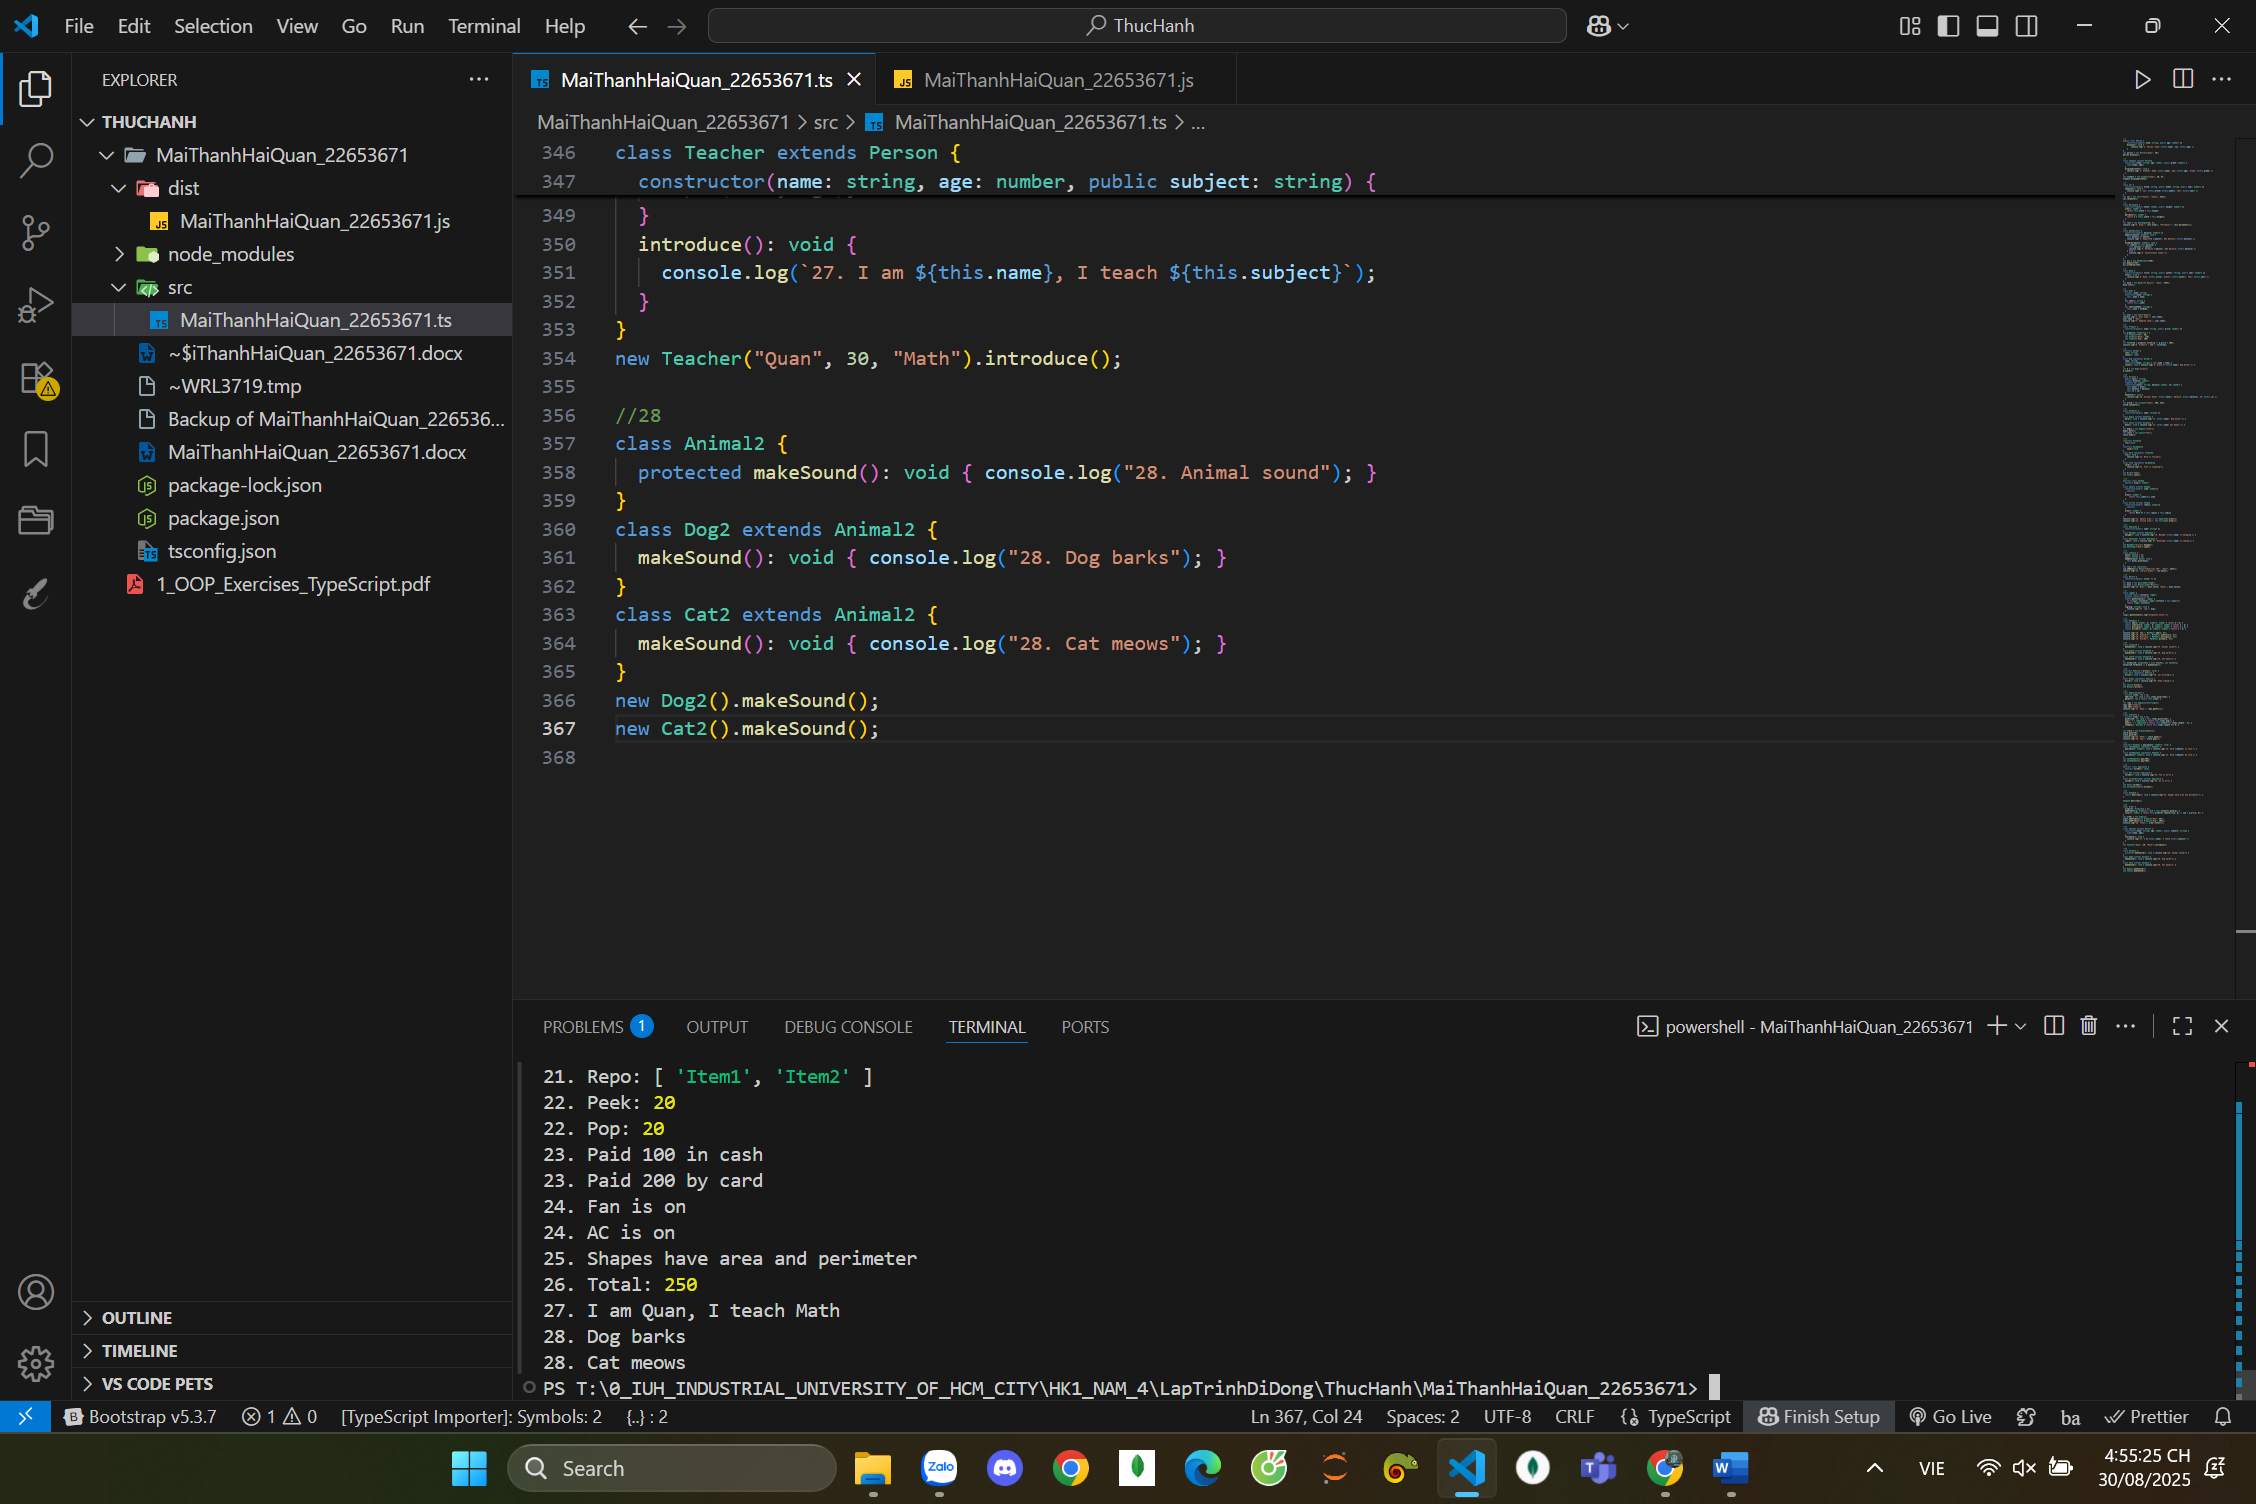 File Edit Selection View Go Run Terminal Help
ThucHanh
EXPLORER
THUCHANH
MaiThanhHaiQuan_22653671
dist
MaiThanhHaiQuan_22653671.js
node_modules
src
MaiThanhHaiQuan_22653671.ts
~$iThanhHaiQuan_22653671.docx
~WRL3719.tmp
Backup of MaiThanhHaiQuan_226536...
MaiThanhHaiQuan_22653671.docx
package-lock.json
package.json
tsconfig.json
1_OOP_Exercises_TypeScript.pdf
OUTLINE
TIMELINE
VS CODE PETS
MaiThanhHaiQuan_22653671.ts
MaiThanhHaiQuan_22653671.js
MaiThanhHaiQuan_22653671 > src > MaiThanhHaiQuan_22653671.ts > ...
346 class Teacher extends Person {
347 constructor(name: string, age: number, public subject: string) {
349 }
350 introduce(): void {
351 console.log(`27. I am ${this.name}, I teach ${this.subject}`);
352 }
353 }
354 new Teacher("Quan", 30, "Math").introduce();
355
356 //28
357 class Animal2 {
358 protected makeSound(): void { console.log("28. Animal sound"); }
359 }
360 class Dog2 extends Animal2 {
361 makeSound(): void { console.log("28. Dog barks"); }
362 }
363 class Cat2 extends Animal2 {
364 makeSound(): void { console.log("28. Cat meows"); }
365 }
366 new Dog2().makeSound();
367 new Cat2().makeSound();
368
PROBLEMS 1 OUTPUT DEBUG CONSOLE TERMINAL PORTS
powershell - MaiThanhHaiQuan_22653671
21. Repo: [ 'Item1', 'Item2' ]
22. Peek: 20
22. Pop: 20
23. Paid 100 in cash
23. Paid 200 by card
24. Fan is on
24. AC is on
25. Shapes have area and perimeter
26. Total: 250
27. I am Quan, I teach Math
28. Dog barks
28. Cat meows
PS T:\0_IUH_INDUSTRIAL_UNIVERSITY_OF_HCM_CITY\HK1_NAM_4\LapTrinhDiDong\ThucHanh\MaiThanhHaiQuan_22653671>
Bootstrap v5.3.7 1 0 [TypeScript Importer]: Symbols: 2 {..} : 2
Ln 367, Col 24 Spaces: 2 UTF-8 CRLF TypeScript Finish Setup Go Live ba Prettier
Search
Zalo
VIE
4:55:25 CH
30/08/2025